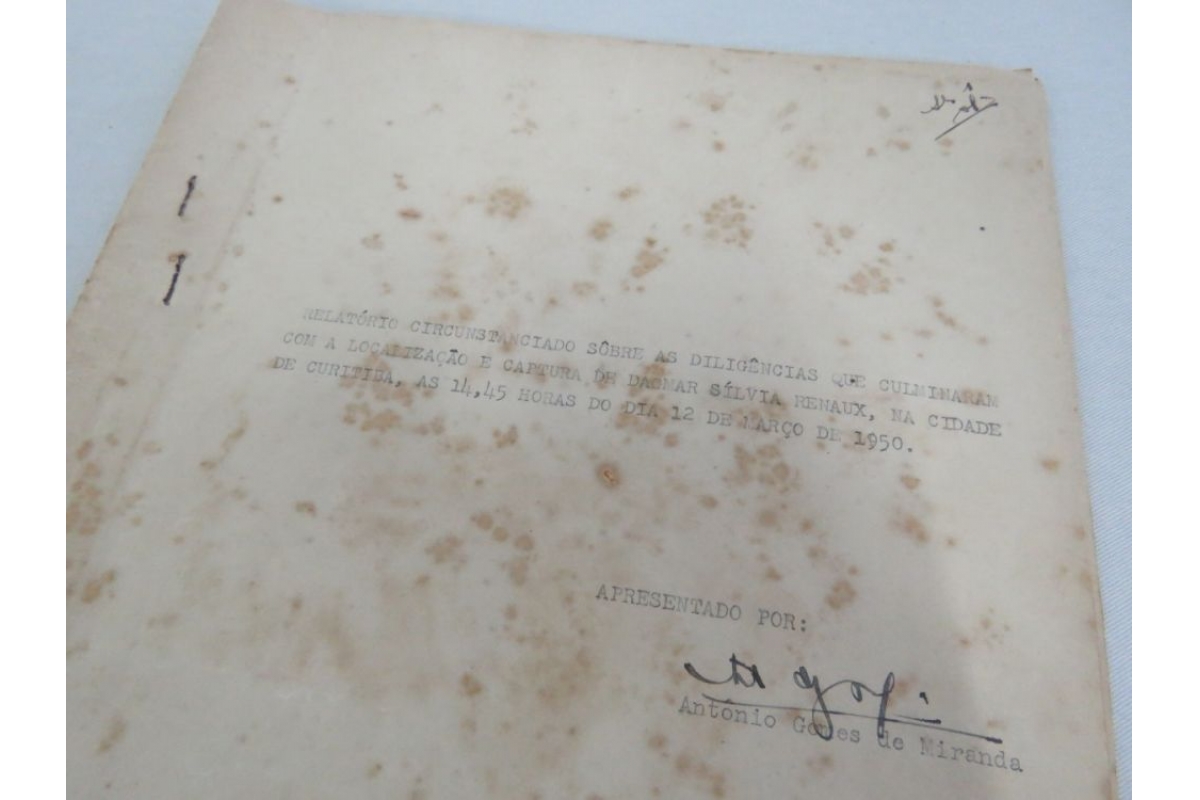 RELATÓRIO CIRCUNSTANCIADO SÔBRE AS DILIGÊNCIAS QUE CULMINARAM
COM A LOCALIZAÇÃO E CAPTURA DE DAGMAR SÍLVIA RENAUX, NA CIDADE
DE CURITIBA, AS 14,45 HORAS DO DIA 12 DE MARÇO DE 1950.
APRESENTADO POR:
Antônio Gomes de Miranda